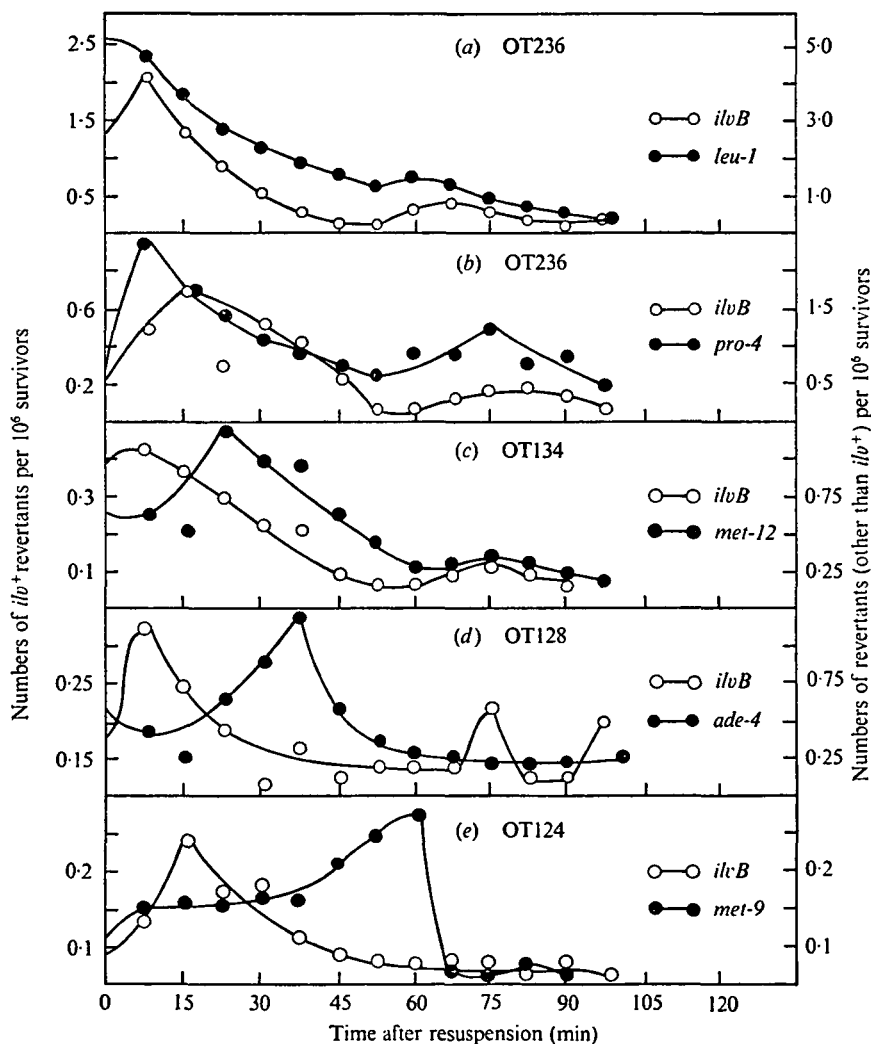 Numbers of ilv⁺ revertants per 10⁶ survivors
Numbers of revertants (other than ilv⁺) per 10⁶ survivors
(a) OT236
2·5
1·5
0·5
5·0
3·0
1·0
ilvB
leu-1
(b) OT236
0·6
0·2
1·5
0·5
ilvB
pro-4
(c) OT134
0·3
0·1
0·75
0·25
ilvB
met-12
(d) OT128
0·25
0·15
0·75
0·25
ilvB
ade-4
(e) OT124
0·2
0·1
0·2
0·1
ilvB
met-9
0 15 30 45 60 75 90 105 120
Time after resuspension (min)